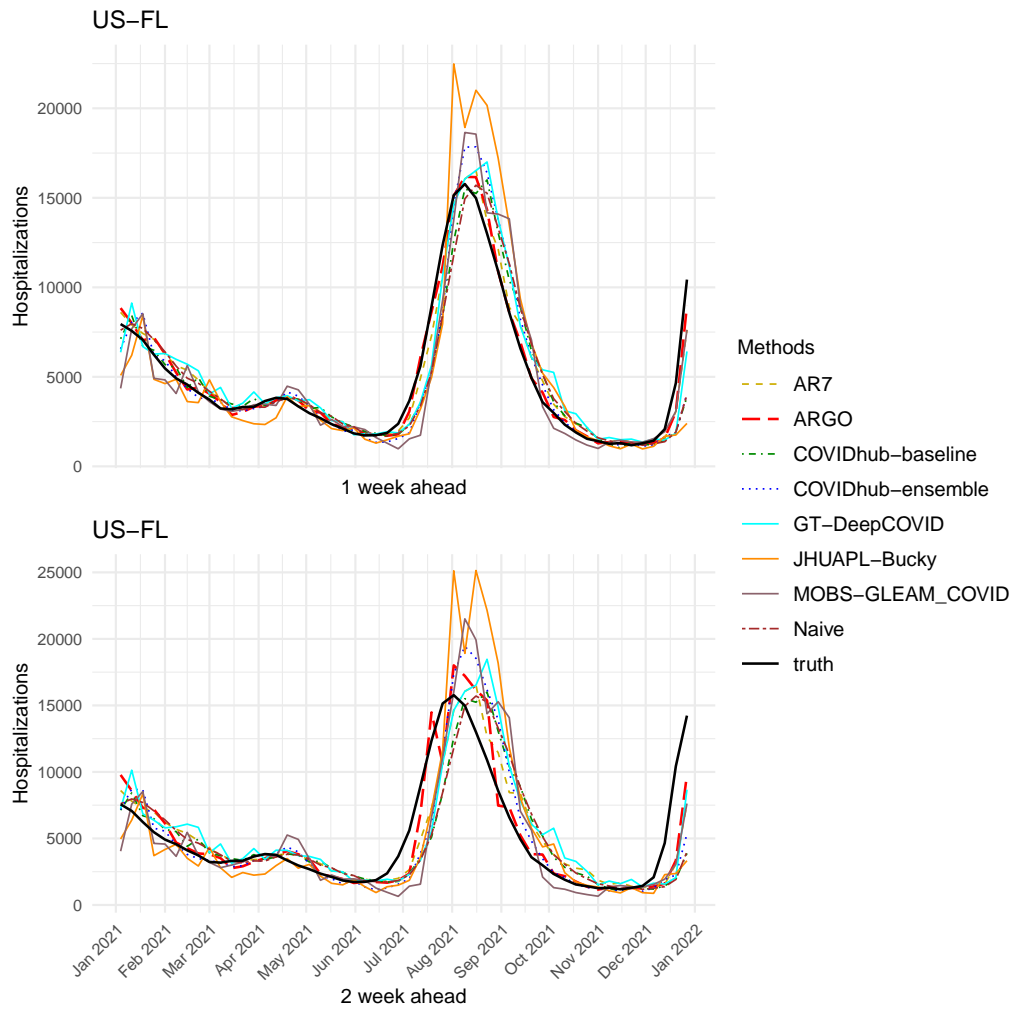 US−FL
20000
15000
10000
5000
0
Hospitalizations
1 week ahead
US−FL
25000
20000
15000
10000
5000
0
Hospitalizations
Jan 2021
Feb 2021
Mar 2021
Apr 2021
May 2021
Jun 2021
Jul 2021
Aug 2021
Sep 2021
Oct 2021
Nov 2021
Dec 2021
Jan 2022
2 week ahead
Methods
AR7
ARGO
COVIDhub−baseline
COVIDhub−ensemble
GT−DeepCOVID
JHUAPL−Bucky
MOBS−GLEAM_COVID
Naive
truth